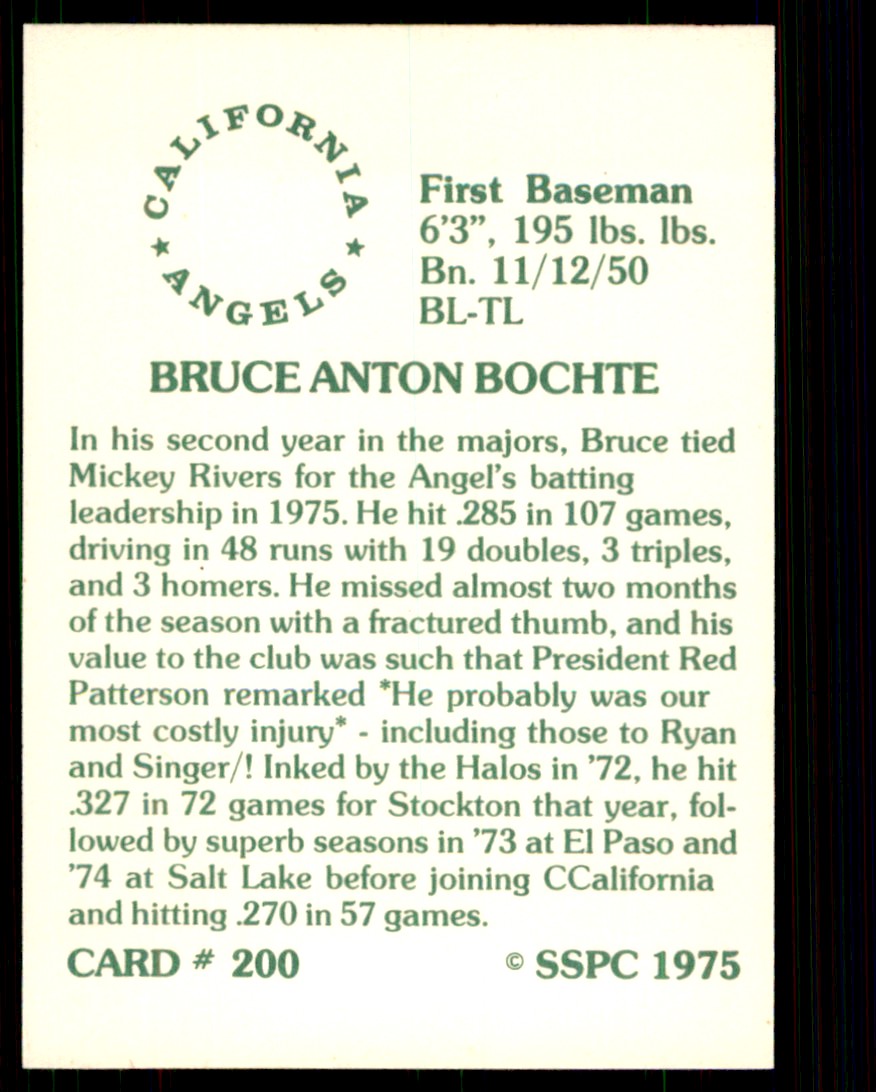 CALIFORNIA
★ ANGELS ★
First Baseman
6'3”, 195 lbs. lbs.
Bn. 11/12/50
BL-TL
BRUCE ANTON BOCHTE
In his second year in the majors, Bruce tied
Mickey Rivers for the Angel's batting
leadership in 1975. He hit .285 in 107 games,
driving in 48 runs with 19 doubles, 3 triples,
and 3 homers. He missed almost two months
of the season with a fractured thumb, and his
value to the club was such that President Red
Patterson remarked *He probably was our
most costly injury* - including those to Ryan
and Singer/! Inked by the Halos in '72, he hit
.327 in 72 games for Stockton that year, fol-
lowed by superb seasons in '73 at El Paso and
'74 at Salt Lake before joining CCalifornia
and hitting .270 in 57 games.
CARD # 200
© SSPC 1975